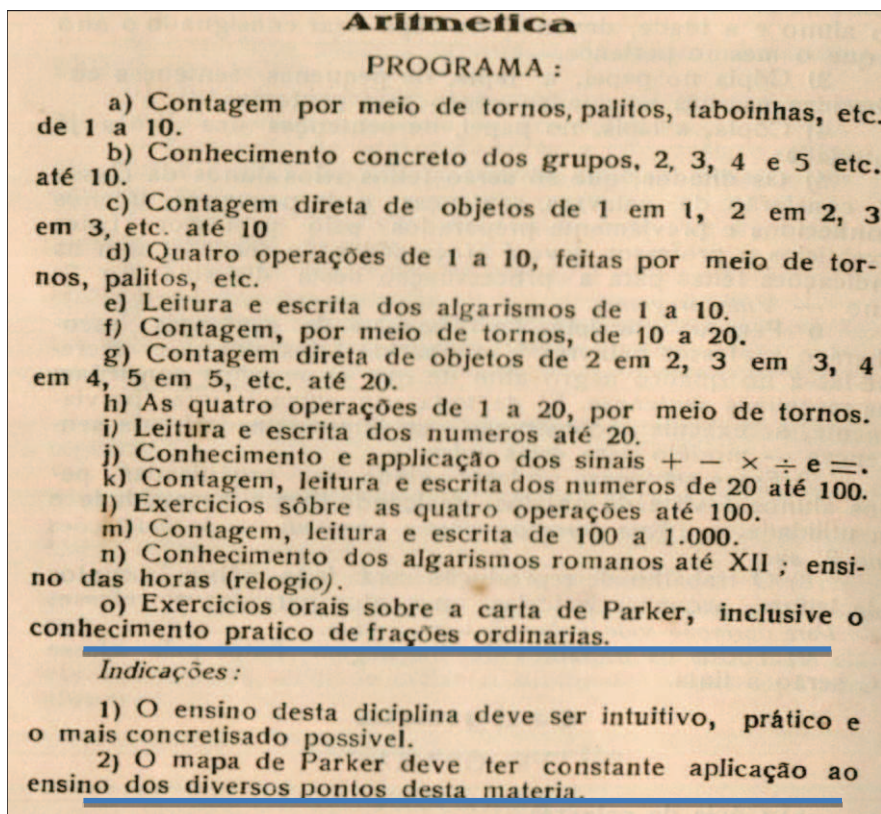 Aritmetica
PROGRAMA :
a) Contagem por meio de tornos, palitos, taboinhas, etc.
de 1 a 10.
b) Conhecimento concreto dos grupos, 2, 3, 4 e 5 etc.
até 10.
c) Contagem direta de objetos de 1 em 1, 2 em 2, 3
em 3, etc. até 10
d) Quatro operações de 1 a 10, feitas por meio de tor-
nos, palitos, etc.
e) Leitura e escrita dos algarismos de 1 a 10.
f) Contagem, por meio de tornos, de 10 a 20.
g) Contagem direta de objetos de 2 em 2, 3 em 3, 4
em 4, 5 em 5, etc. até 20.
h) As quatro operações de 1 a 20, por meio de tornos.
i) Leitura e escrita dos numeros até 20.
j) Conhecimento e applicação dos sinais + − × ÷ e =.
k) Contagem, leitura e escrita dos numeros de 20 até 100.
l) Exercicios sôbre as quatro operações até 100.
m) Contagem, leitura e escrita de 100 a 1.000.
n) Conhecimento dos algarismos romanos até XII ; ensi-
no das horas (relogio).
o) Exercicios orais sobre a carta de Parker, inclusive o
conhecimento pratico de frações ordinarias.
Indicações :
1) O ensino desta diciplina deve ser intuitivo, prático e
o mais concretisado possivel.
2) O mapa de Parker deve ter constante aplicação ao
ensino dos diversos pontos desta materia.